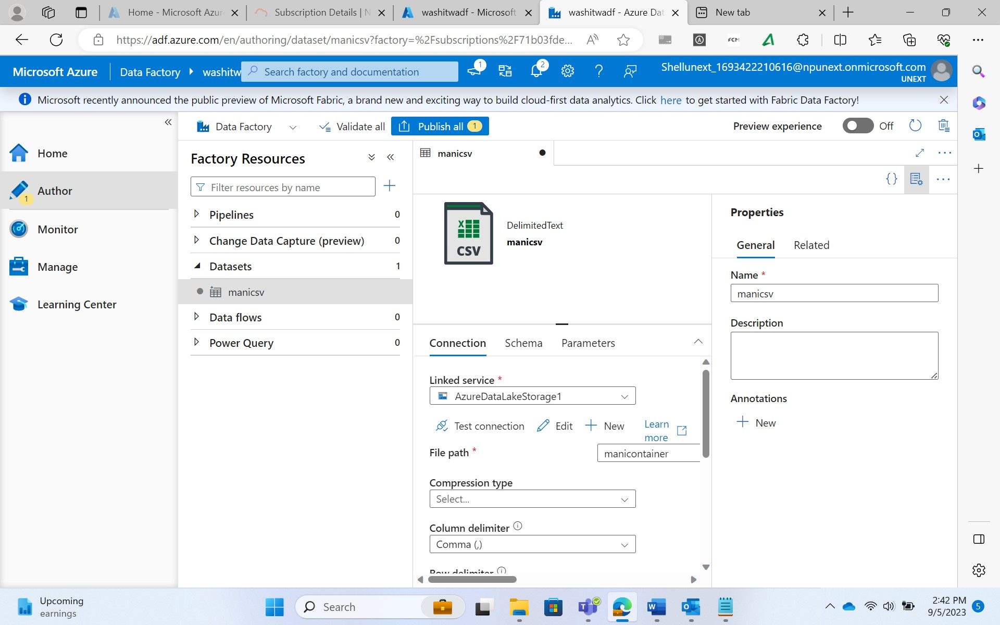 Home - Microsoft Azur
Subscription Details | N
washitwadf - Microsoft
washitwadf - Azure Dat
New tab
https://adf.azure.com/en/authoring/dataset/manicsv?factory=%2Fsubscriptions%2F71b03fde...
FCM
Microsoft Azure
Data Factory
washitw
Search factory and documentation
1
2
Shellunext_1693422210616@npunext.onmicrosoft.com
UNEXT
Microsoft recently announced the public preview of Microsoft Fabric, a brand new and exciting way to build cloud-first data analytics. Click here to get started with Fabric Data Factory!
Home
Author
1
Monitor
Manage
Learning Center
Data Factory
Validate all
Publish all 1
Preview experience
Off
Factory Resources
Filter resources by name
Pipelines 0
Change Data Capture (preview) 0
Datasets 1
manicsv
Data flows 0
Power Query 0
manicsv
CSV
DelimitedText
manicsv
Connection
Schema
Parameters
Linked service *
AzureDataLakeStorage1
Test connection
Edit
New
Learn
more
File path *
manicontainer
Compression type
Select...
Column delimiter
Comma (,)
Row delimiter
Properties
General
Related
Name *
manicsv
Description
Annotations
New
Upcoming
earnings
Search
2:42 PM
9/5/2023
5